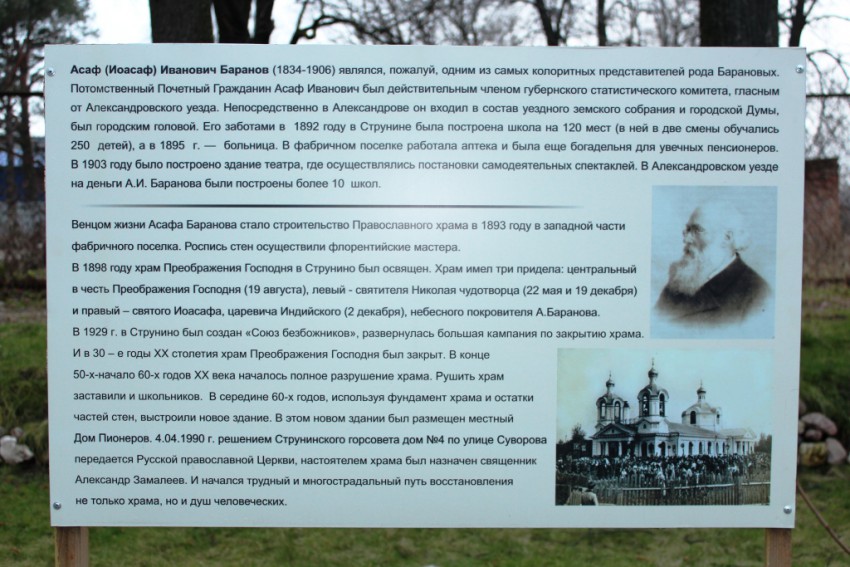 Асаф (Иоасаф) Иванович Баранов (1834-1906) являлся, пожалуй, одним из самых колоритных представителей рода Барановых.
Потомственный Почетный Гражданин Асаф Иванович был действительным членом губернского статистического комитета, гласным
от Александровского уезда. Непосредственно в Александрове он входил в состав уездного земского собрания и городской Думы,
был городским головой. Его заботами в 1892 году в Струнине была построена школа на 120 мест (в ней в две смены обучались
250 детей), а в 1895 г. — больница. В фабричном поселке работала аптека и была еще богадельня для увечных пенсионеров.
В 1903 году было построено здание театра, где осуществлялись постановки самодеятельных спектаклей. В Александровском уезде
на деньги А.И. Баранова были построены более 10 школ.
Венцом жизни Асафа Баранова стало строительство Православного храма в 1893 году в западной части
фабричного поселка. Роспись стен осуществили флорентийские мастера.
В 1898 году храм Преображения Господня в Струнино был освящен. Храм имел три придела: центральный
в честь Преображения Господня (19 августа), левый - святителя Николая чудотворца (22 мая и 19 декабря)
и правый – святого Иоасафа, царевича Индийского (2 декабря), небесного покровителя А.Баранова.
В 1929 г. в Струнино был создан «Союз безбожников», развернулась большая кампания по закрытию храма.
И в 30 – е годы XX столетия храм Преображения Господня был закрыт. В конце
50-х-начало 60-х годов XX века началось полное разрушение храма. Рушить храм
заставили и школьников. В середине 60-х годов, используя фундамент храма и остатки
частей стен, выстроили новое здание. В этом новом здании был размещен местный
Дом Пионеров. 4.04.1990 г. решением Струнинского горсовета дом №4 по улице Суворова
передается Русской православной Церкви, настоятелем храма был назначен священник
Александр Замалеев. И начался трудный и многострадальный путь восстановления
не только храма, но и душ человеческих.